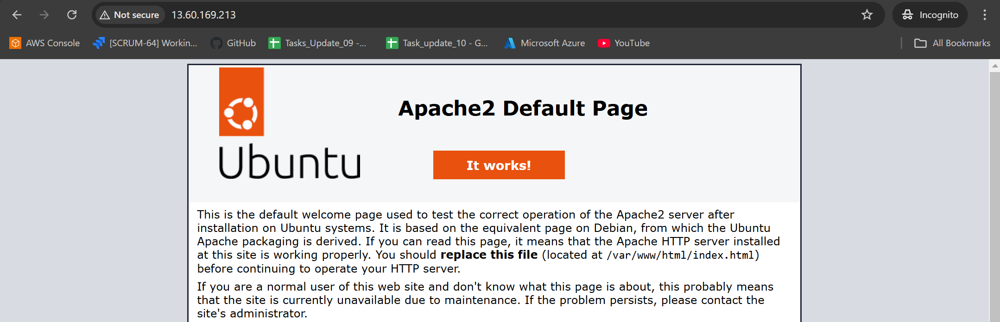 Not secure 13.60.169.213 Incognito
AWS Console [SCRUM-64] Workin... GitHub Tasks_Update_09 -... Task_update_10 - G... Microsoft Azure YouTube All Bookmarks
Apache2 Default Page
Ubuntu
It works!
This is the default welcome page used to test the correct operation of the Apache2 server after
installation on Ubuntu systems. It is based on the equivalent page on Debian, from which the Ubuntu
Apache packaging is derived. If you can read this page, it means that the Apache HTTP server installed
at this site is working properly. You should replace this file (located at /var/www/html/index.html)
before continuing to operate your HTTP server.
If you are a normal user of this web site and don't know what this page is about, this probably means
that the site is currently unavailable due to maintenance. If the problem persists, please contact the
site's administrator.